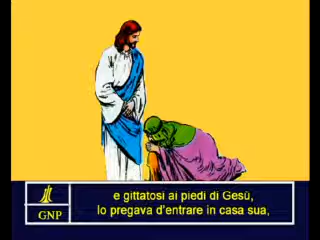 e gittatosi ai piedi di Gesù,
lo pregava d'entrare in casa sua,
GNP